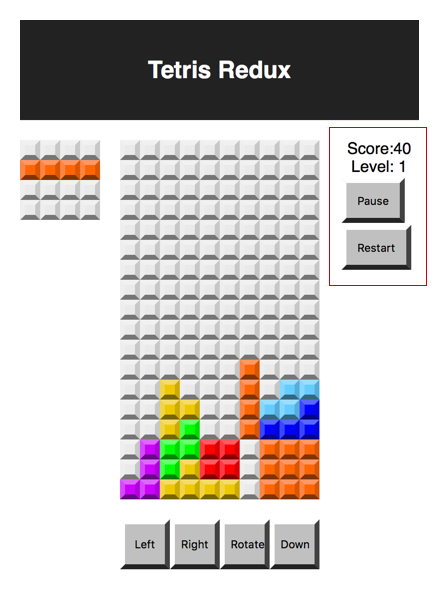 Tetris Redux
Score:40
Level: 1
Pause
Restart
Left
Right
Rotate
Down